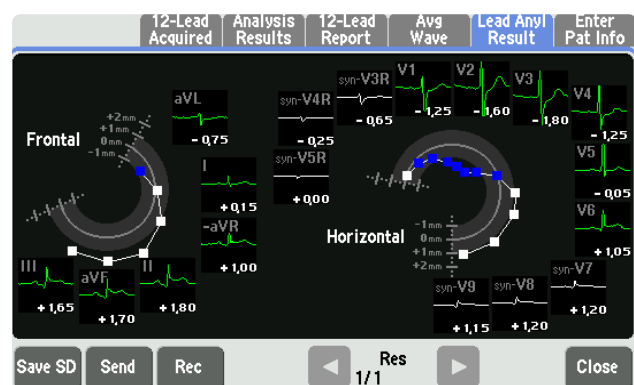 12-Lead Acquired
Analysis Results
12-Lead Report
Avg Wave
Lead Anyl Result
Enter Pat Info
Frontal
+2mm
+1mm
0mm
-1mm
aVL
- 0,75
I
+ 0,15
-aVR
+ 1,00
II
+ 1,80
aVF
+ 1,70
III
+ 1,65
Horizontal
-1mm
0mm
+1mm
+2mm
syn-V5R
+ 0,00
syn-V4R
- 0,25
syn-V3R
- 0,65
V1
- 1,25
V2
- 1,60
V3
- 1,80
V4
- 1,25
V5
- 0,05
V6
+ 1,05
syn-V7
+ 1,20
syn-V8
+ 1,20
syn-V9
+ 1,15
Save SD
Send
Rec
Res
1/1
Close